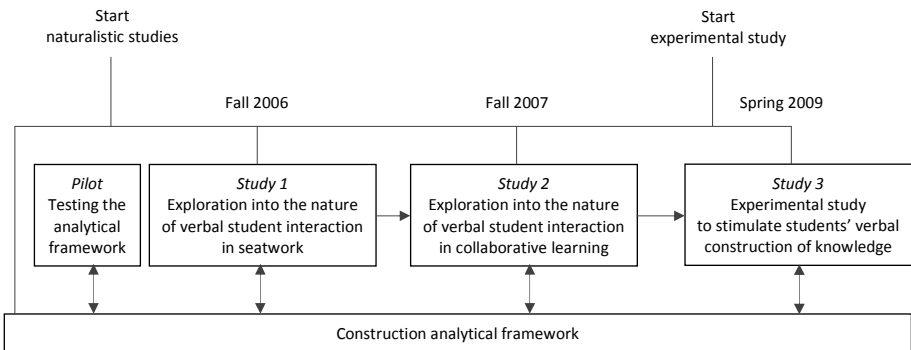 Start
naturalistic studies
Start
experimental study
Fall 2006
Fall 2007
Spring 2009
Pilot
Testing the
analytical
framework
Study 1
Exploration into the nature
of verbal student interaction
in seatwork
Study 2
Exploration into the nature
of verbal student interaction
in collaborative learning
Study 3
Experimental study
to stimulate students’ verbal
construction of knowledge
Construction analytical framework